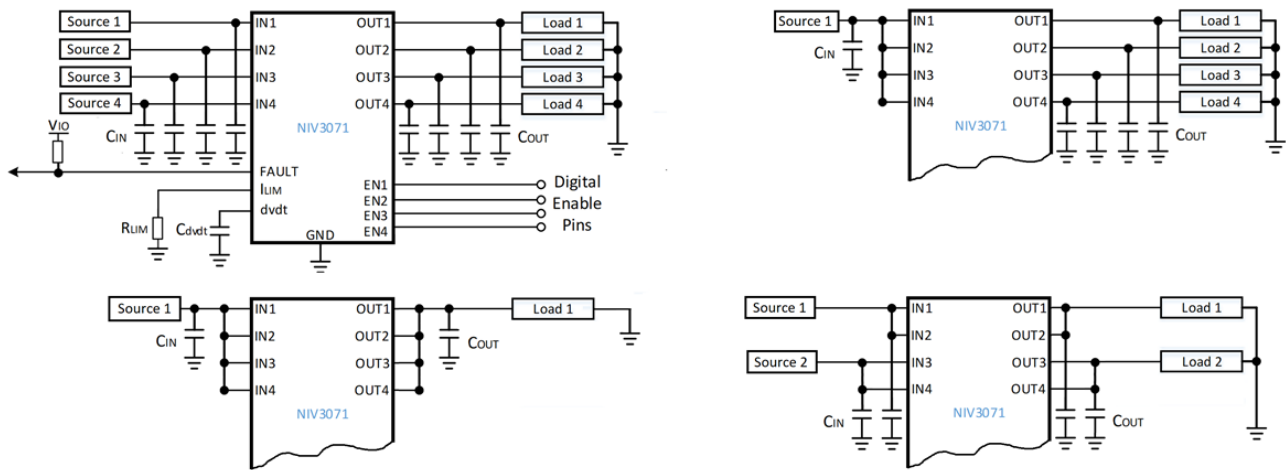 Source 1 IN1 OUT1 Load 1
Source 2 IN2 OUT2 Load 2
Source 3 IN3 OUT3 Load 3
Source 4 IN4 OUT4 Load 4
CIN NIV3071 COUT
VIO
FAULT
ILIM EN1 Digital
dvdt EN2 Enable
RLIM Cdvdt EN3 Pins
GND EN4
Source 1 IN1 OUT1 Load 1
CIN IN2 OUT2 Load 2
IN3 OUT3 Load 3
IN4 OUT4 Load 4
NIV3071 COUT
Source 1 IN1 OUT1 Load 1
CIN IN2 OUT2 COUT
IN3 OUT3
IN4 OUT4
NIV3071
Source 1 IN1 OUT1 Load 1
IN2 OUT2
Source 2 IN3 OUT3 Load 2
IN4 OUT4
CIN NIV3071 COUT